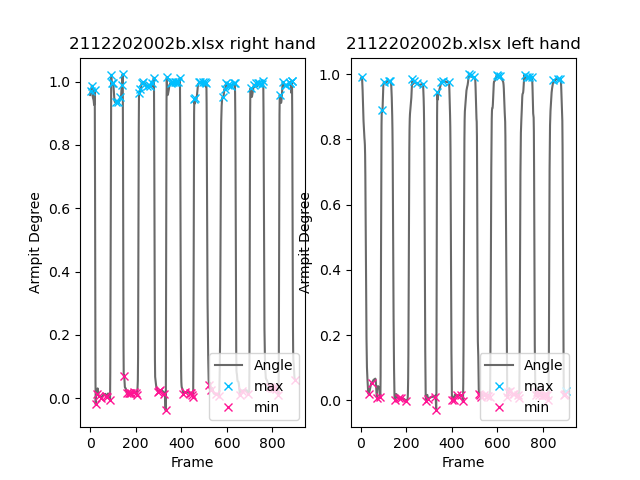 2112202002b.xlsx right hand
Armpit Degree
1.0
0.8
0.6
0.4
0.2
0.0
0 200 400 600 800
Frame
Angle
max
min
2112202002b.xlsx left hand
Armpit Degree
1.0
0.8
0.6
0.4
0.2
0.0
0 200 400 600 800
Frame
Angle
max
min